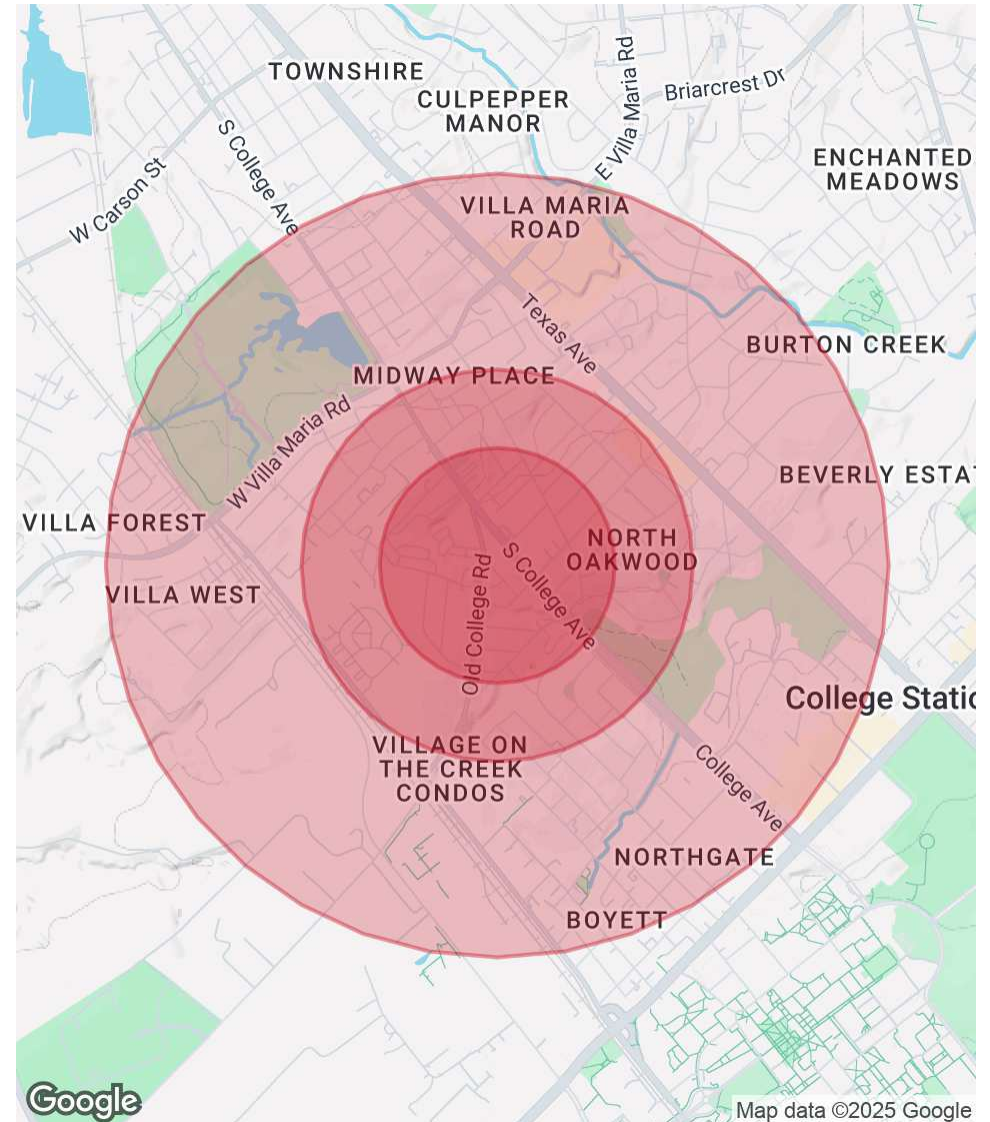 TOWNSHIRE
CULPEPPER
MANOR
E Villa Maria Rd
Briarcrest Dr
S College Ave
W Carson St
ENCHANTED
MEADOWS
VILLA MARIA
ROAD
Texas Ave
BURTON CREEK
MIDWAY PLACE
W Villa Maria Rd
BEVERLY ESTA
VILLA FOREST
NORTH
OAKWOOD
S College Ave
Old College Rd
VILLA WEST
College Static
VILLAGE ON
THE CREEK
CONDOS
College Ave
NORTHGATE
BOYETT
Google
Map data ©2025 Google